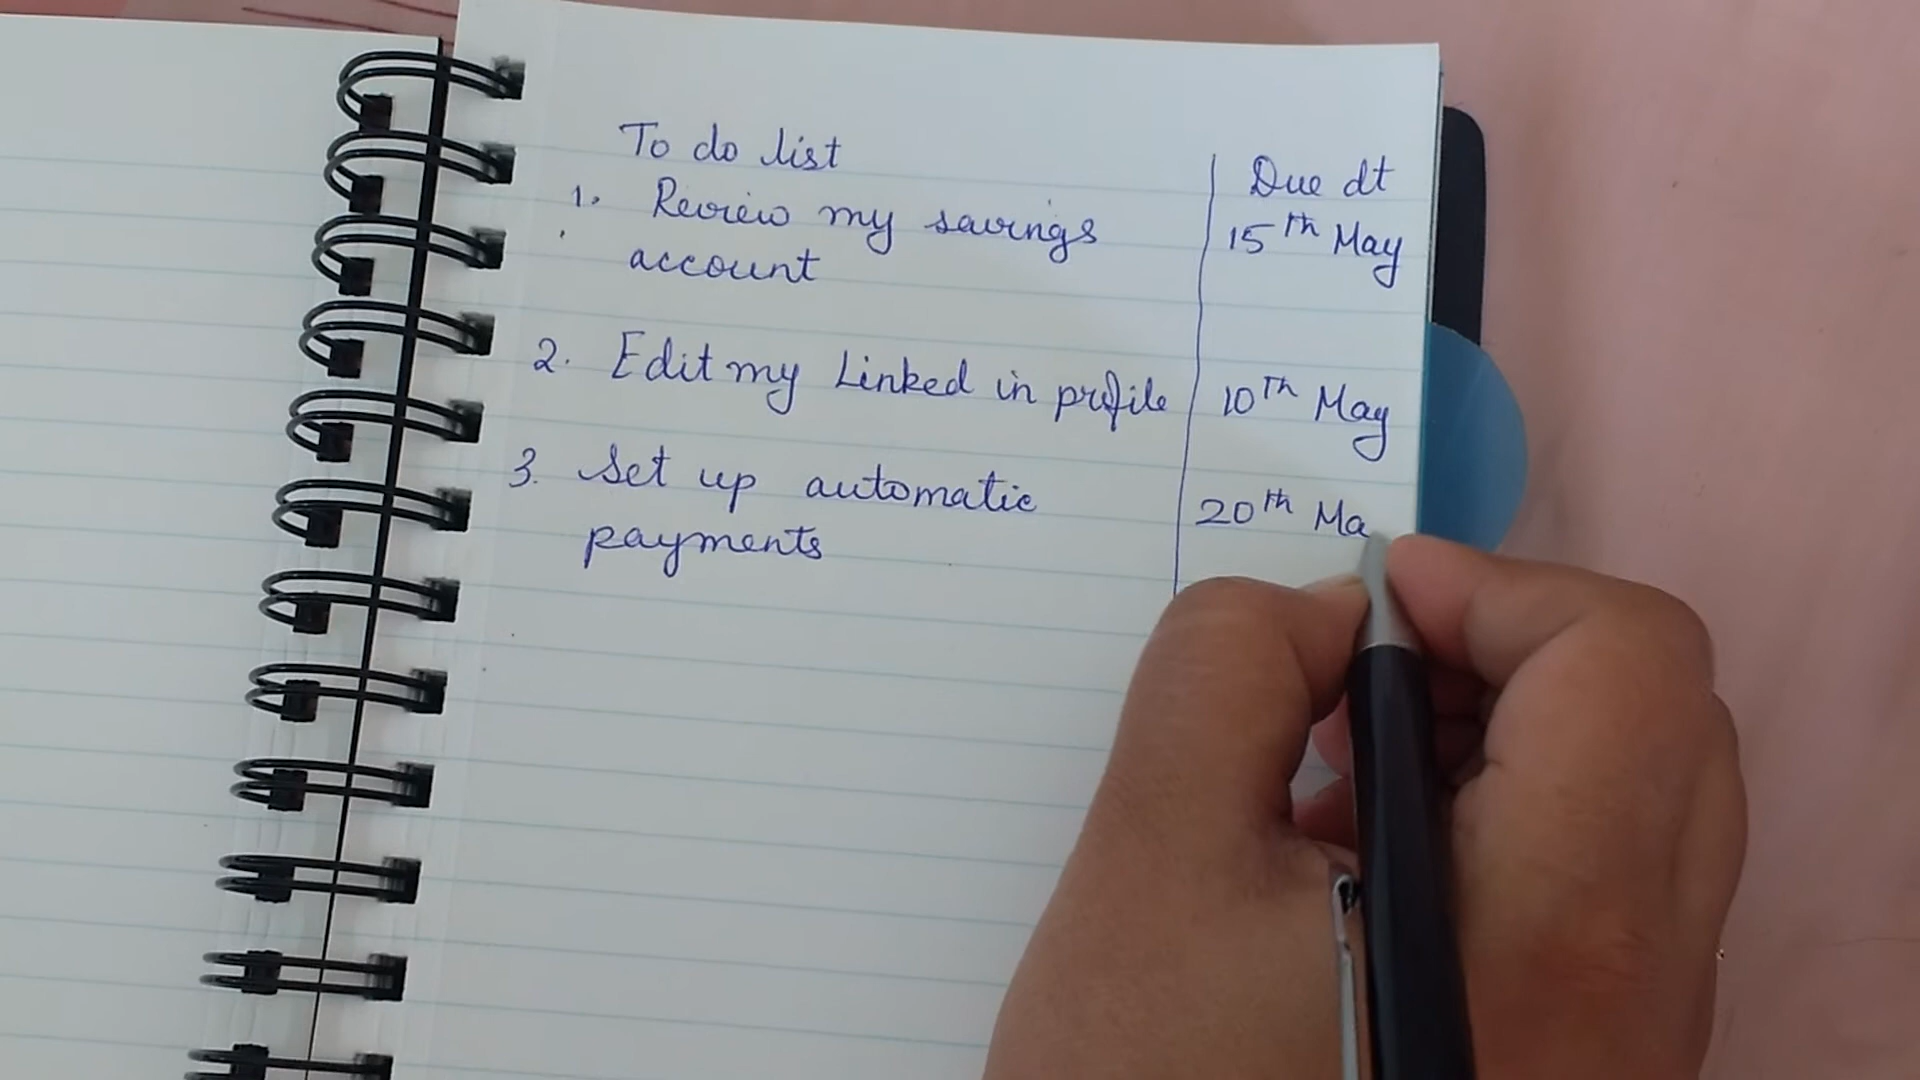 To do list Due dt
1. Review my savings 15th May
account
2. Edit my Linked in profile 10Th May
3. Set up automatic 20th Ma
payments